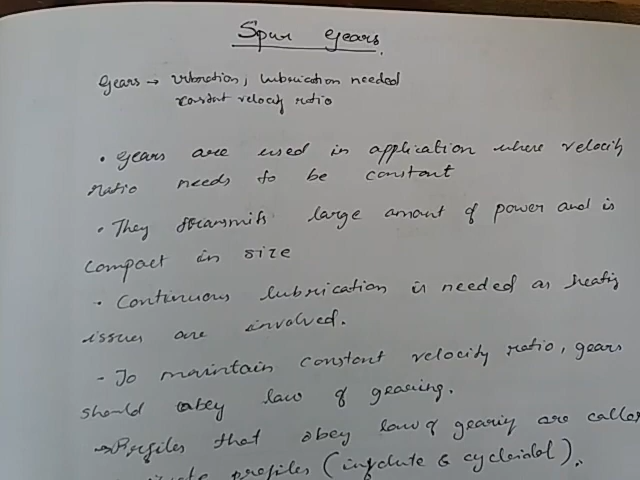 Spur Gears.
Gears → vibration, lubrication needed
constant velocity ratio
• Gears are used in application where velocity
ratio needs to be constant
• They transmits large amount of power and is
compact in size
• Continuous lubrication is needed as heating
issues are involved.
- To maintain constant velocity ratio, gears
should obey law of gearing.
→ Profiles that obey law of gearing are called
profiles (involute & cycloidal).